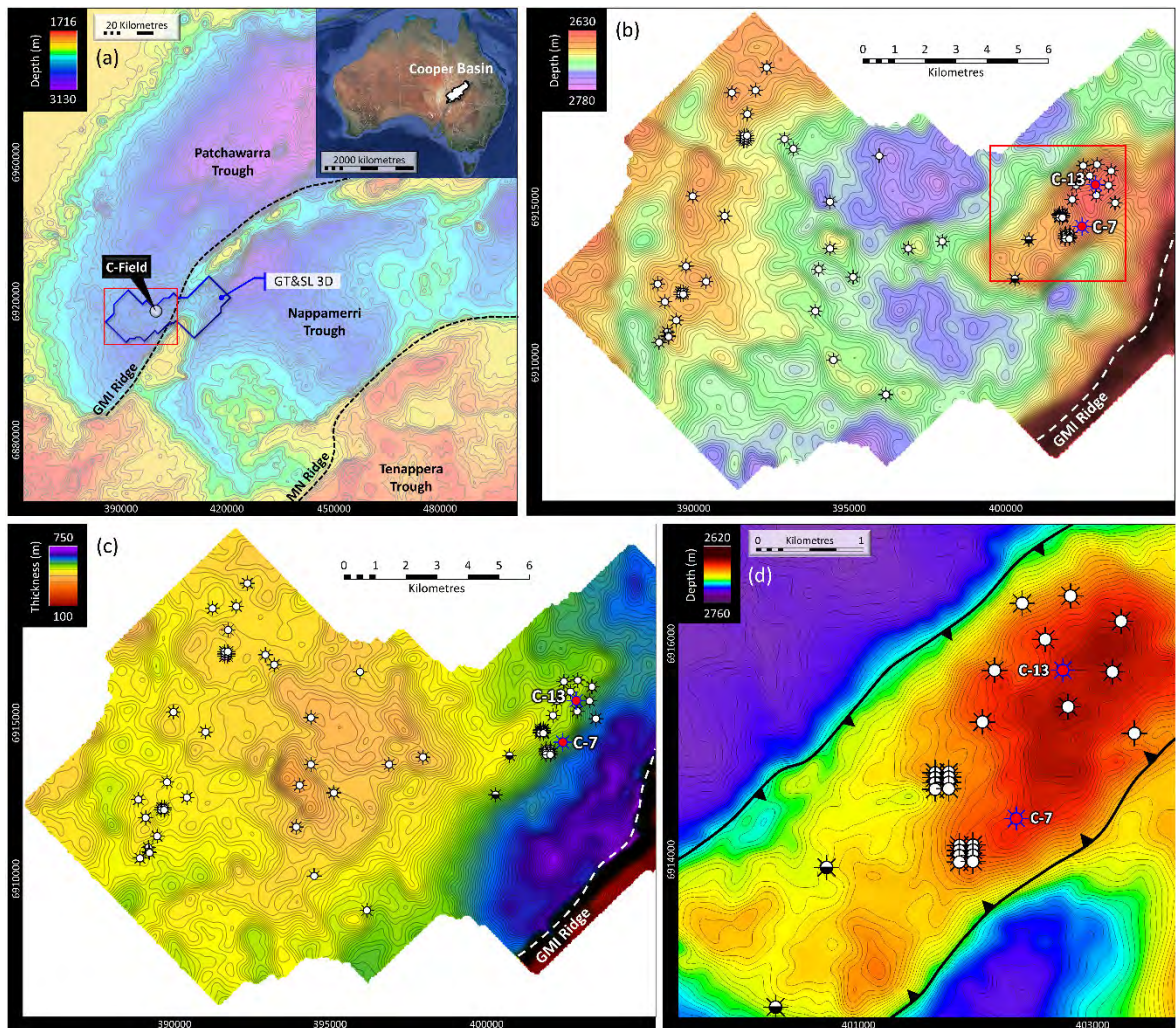 1716
Depth (m)
3130
20 Kilometres
(a)
Cooper Basin
2000 kilometres
Patchawarra
Trough
C-Field
GT&SL 3D
Nappamerri
Trough
GMI Ridge
MN Ridge
Tenappera
Trough
6960000
6920000
6880000
390000
420000
450000
480000
2630
Depth (m)
2780
(b)
0 1 2 3 4 5 6
Kilometres
C-13
C-7
GMI Ridge
6915000
6910000
390000
395000
400000
(c)
750
Thickness (m)
100
0 1 2 3 4 5 6
Kilometres
C-13
C-7
GMI Ridge
6915000
6910000
390000
395000
400000
2620
Depth (m)
2760
0 Kilometres 1
(d)
C-13
C-7
6916000
6914000
401000
403000